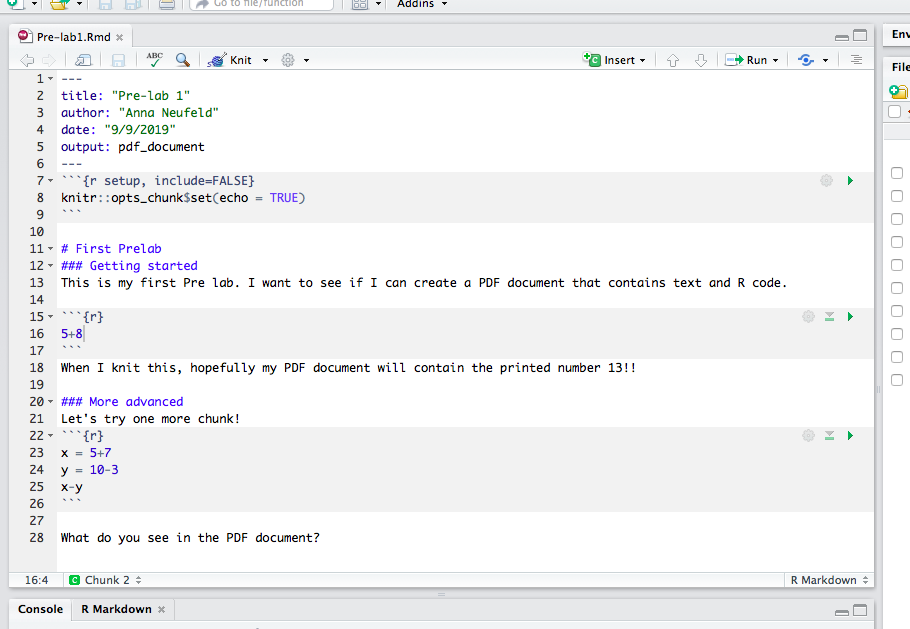 Go to file/function
Addins
Pre-lab1.Rmd
ABC
Knit
Insert
Run
1 ---
2 title: "Pre-lab 1"
3 author: "Anna Neufeld"
4 date: "9/9/2019"
5 output: pdf_document
6 ---
7 ```{r setup, include=FALSE}
8 knitr::opts_chunk$set(echo = TRUE)
9 ```
10
11 # First Prelab
12 ### Getting started
13 This is my first Pre lab. I want to see if I can create a PDF document that contains text and R code.
14
15 ```{r}
16 5+8
17 ```
18 When I knit this, hopefully my PDF document will contain the printed number 13!!
19
20 ### More advanced
21 Let's try one more chunk!
22 ```{r}
23 x = 5+7
24 y = 10-3
25 x-y
26 ```
27
28 What do you see in the PDF document?
16:4 C Chunk 2 R Markdown
Console R Markdown
Env
File